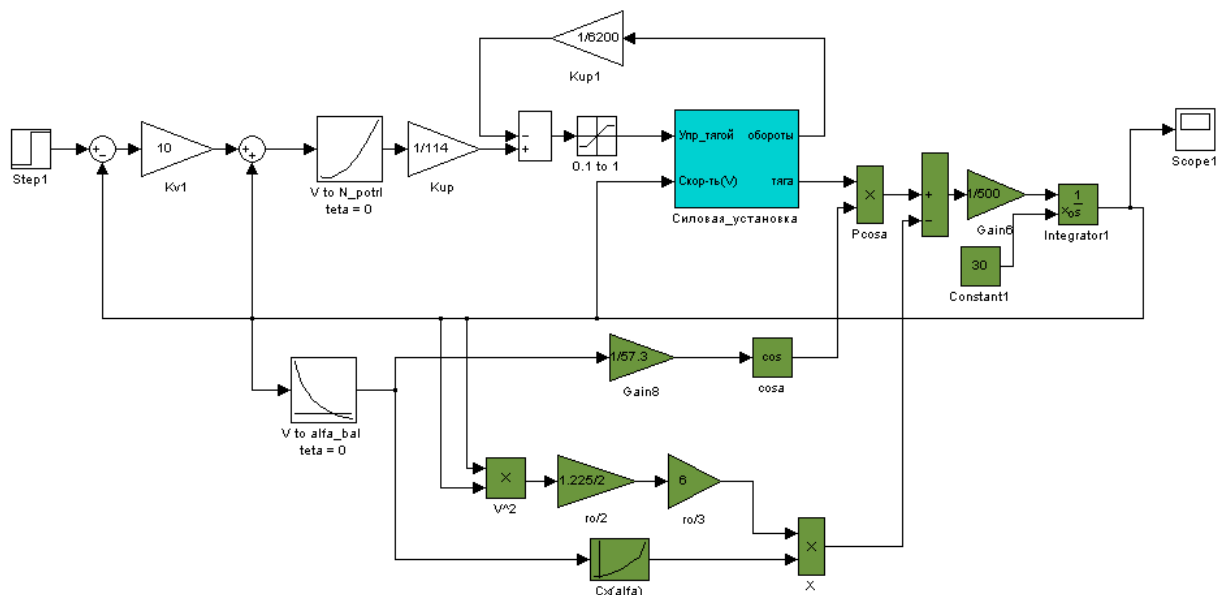 1/6200
Kup1
Step1
10
Kv1
V to N_potrl
teta = 0
1/114
Kup
−
+
0.1 to 1
Упр_тягой обороты
Скор-ть(V) тяга
Силовая_установка
×
Pcosa
+
−
1/500
Gain6
1
s
xo
Integrator1
Scope1
30
Constant1
V to alfa_bal
teta = 0
1/57.3
Gain8
cos
cosa
×
V^2
1.225/2
ro/2
6
ro/3
Cx(alfa)
×
X